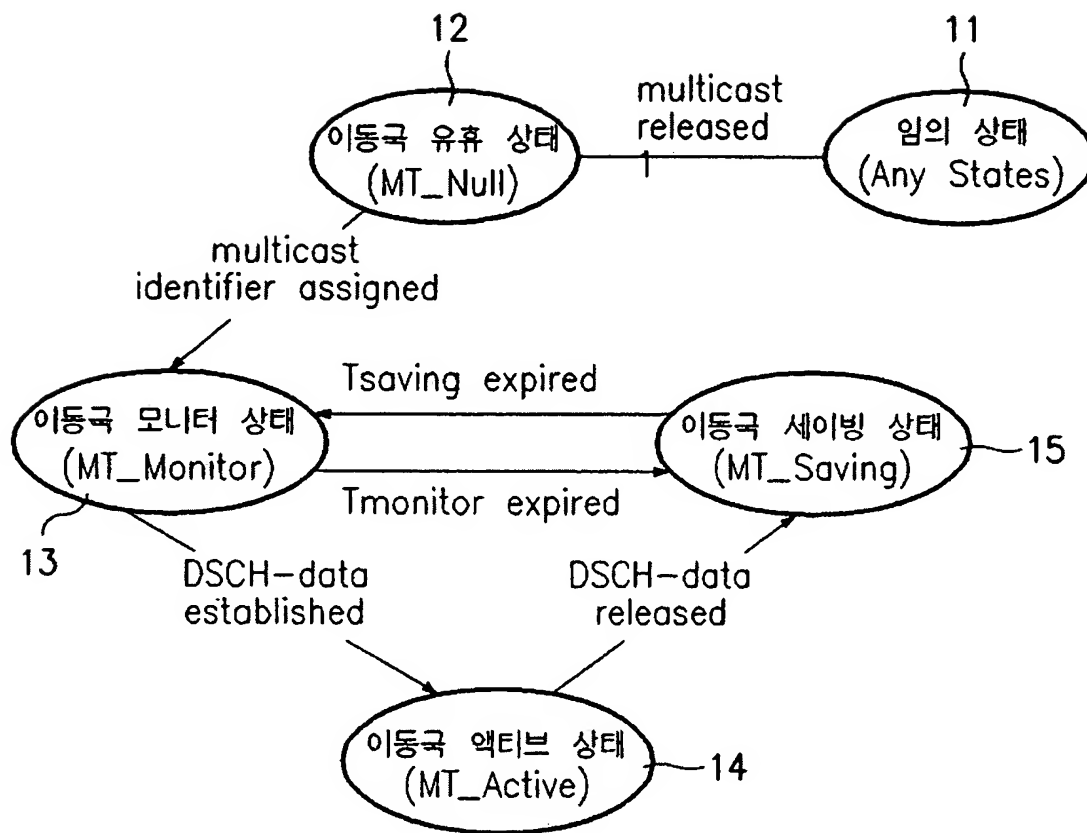 12
11
이동국 유휴 상태
(MT_Null)
multicast
released
임의 상태
(Any States)
multicast
identifier assigned
Tsaving expired
이동국 모니터 상태
(MT_Monitor)
이동국 세이빙 상태
(MT_Saving)
15
Tmonitor expired
13
DSCH-data
established
DSCH-data
released
이동국 액티브 상태
(MT_Active)
14